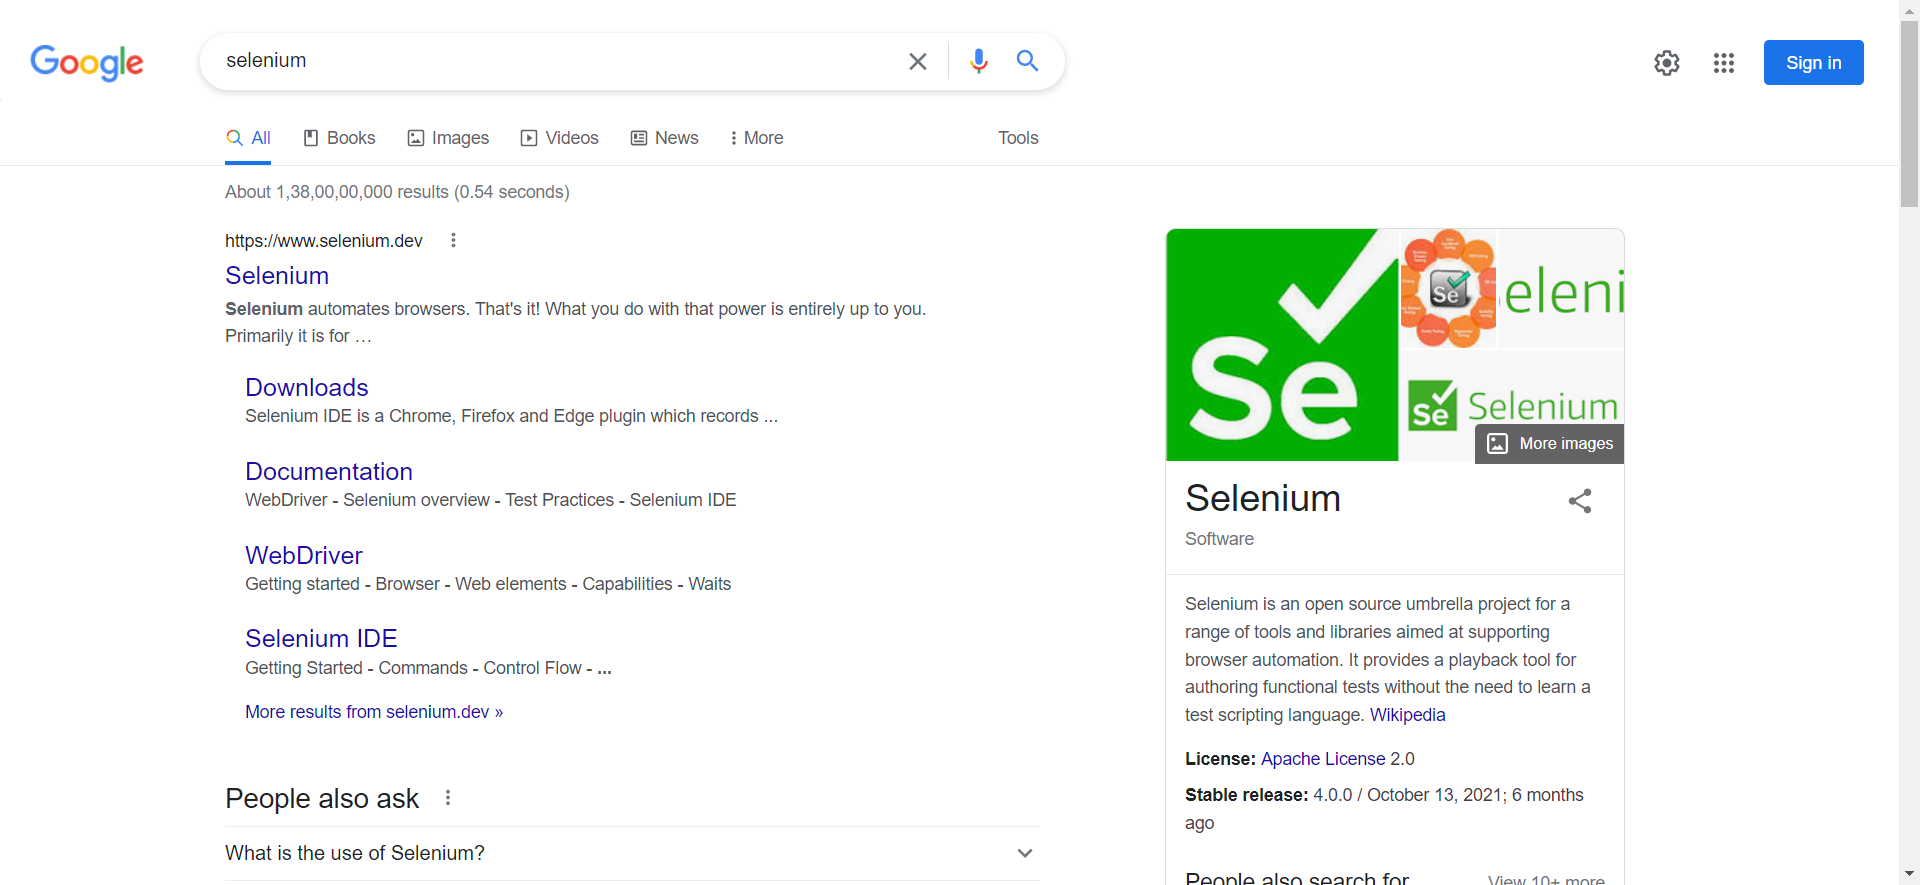 Google
selenium
Sign in
All
Books
Images
Videos
News
More
Tools
About 1,38,00,00,000 results (0.54 seconds)
https://www.selenium.dev
Selenium
Selenium automates browsers. That's it! What you do with that power is entirely up to you.
Primarily it is for …
Downloads
Selenium IDE is a Chrome, Firefox and Edge plugin which records ...
Documentation
WebDriver - Selenium overview - Test Practices - Selenium IDE
WebDriver
Getting started - Browser - Web elements - Capabilities - Waits
Selenium IDE
Getting Started - Commands - Control Flow - ...
More results from selenium.dev »
People also ask
What is the use of Selenium?
Se
Se
eleni
Se Selenium
More images
Selenium
Software
Selenium is an open source umbrella project for a
range of tools and libraries aimed at supporting
browser automation. It provides a playback tool for
authoring functional tests without the need to learn a
test scripting language. Wikipedia
License: Apache License 2.0
Stable release: 4.0.0 / October 13, 2021; 6 months
ago
People also search for
View 10+ more